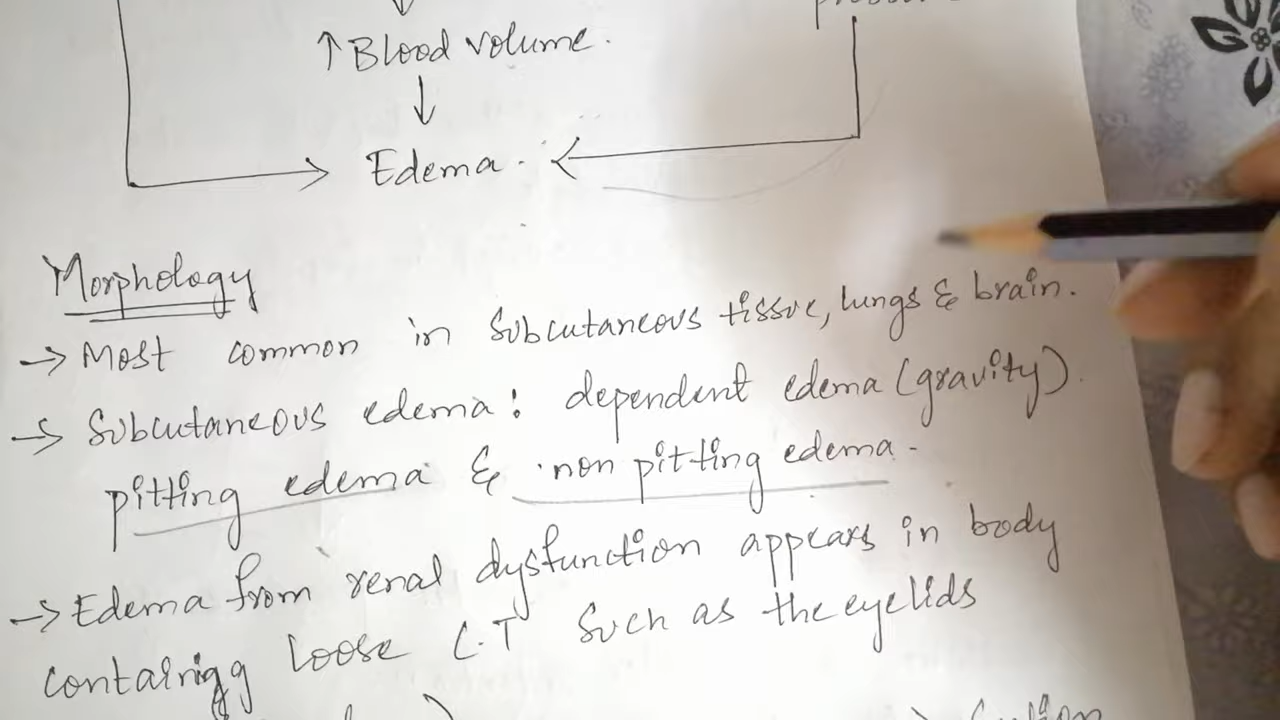 ↑ Blood volume.
↓
Edema.
Morphology
→ Most common in Subcutaneous tissue, lungs & brain.
→ Subcutaneous edema: dependent edema (gravity).
pitting edema & non pitting edema.
→ Edema from renal dysfunction appears in body
containigg loose C.T such as the eyelids